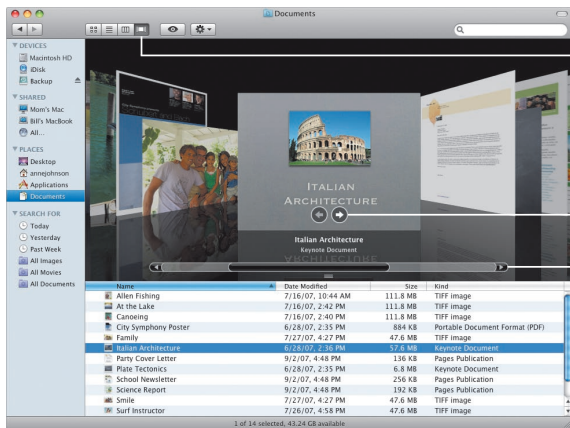 Documents
DEVICES
Macintosh HD
iDisk
Backup
SHARED
Mom's Mac
Bill's MacBook
All...
PLACES
Desktop
annejohnson
Applications
Documents
SEARCH FOR
Today
Yesterday
Past Week
All Images
All Movies
All Documents
ITALIAN
ARCHITECTURE
Italian Architecture
Keynote Document
Name Date Modified Size Kind
Allen Fishing 7/16/07, 10:44 AM 111.8 MB TIFF image
At the Lake 7/16/07, 2:42 PM 111.8 MB TIFF image
Canoeing 7/16/07, 2:40 PM 111.8 MB TIFF image
City Symphony Poster 6/28/07, 2:35 PM 884 KB Portable Document Format (PDF)
Family 7/27/07, 4:27 PM 47.6 MB TIFF image
Italian Architecture 6/28/07, 2:36 PM 57.6 MB Keynote Document
Party Cover Letter 9/2/07, 4:48 PM 136 KB Pages Publication
Plate Tectonics 6/28/07, 2:35 PM 6.8 MB Keynote Document
School Newsletter 9/2/07, 4:48 PM 256 KB Pages Publication
Science Report 9/2/07, 4:48 PM 192 KB Pages Publication
Smile 7/27/07, 4:27 PM 47.6 MB TIFF image
Surf Instructor 7/26/07, 4:58 PM 47.6 MB TIFF image
1 of 14 selected, 43.24 GB available